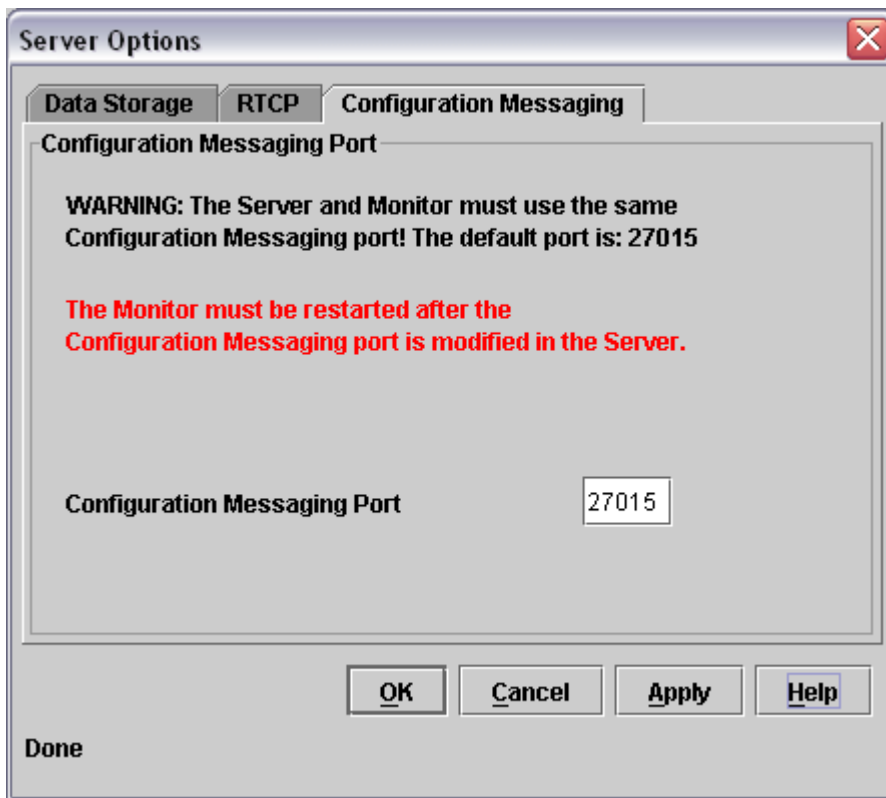 Server Options
Data Storage RTCP Configuration Messaging
Configuration Messaging Port
WARNING: The Server and Monitor must use the same
Configuration Messaging port! The default port is: 27015
The Monitor must be restarted after the
Configuration Messaging port is modified in the Server.
Configuration Messaging Port 27015
OK Cancel Apply Help
Done